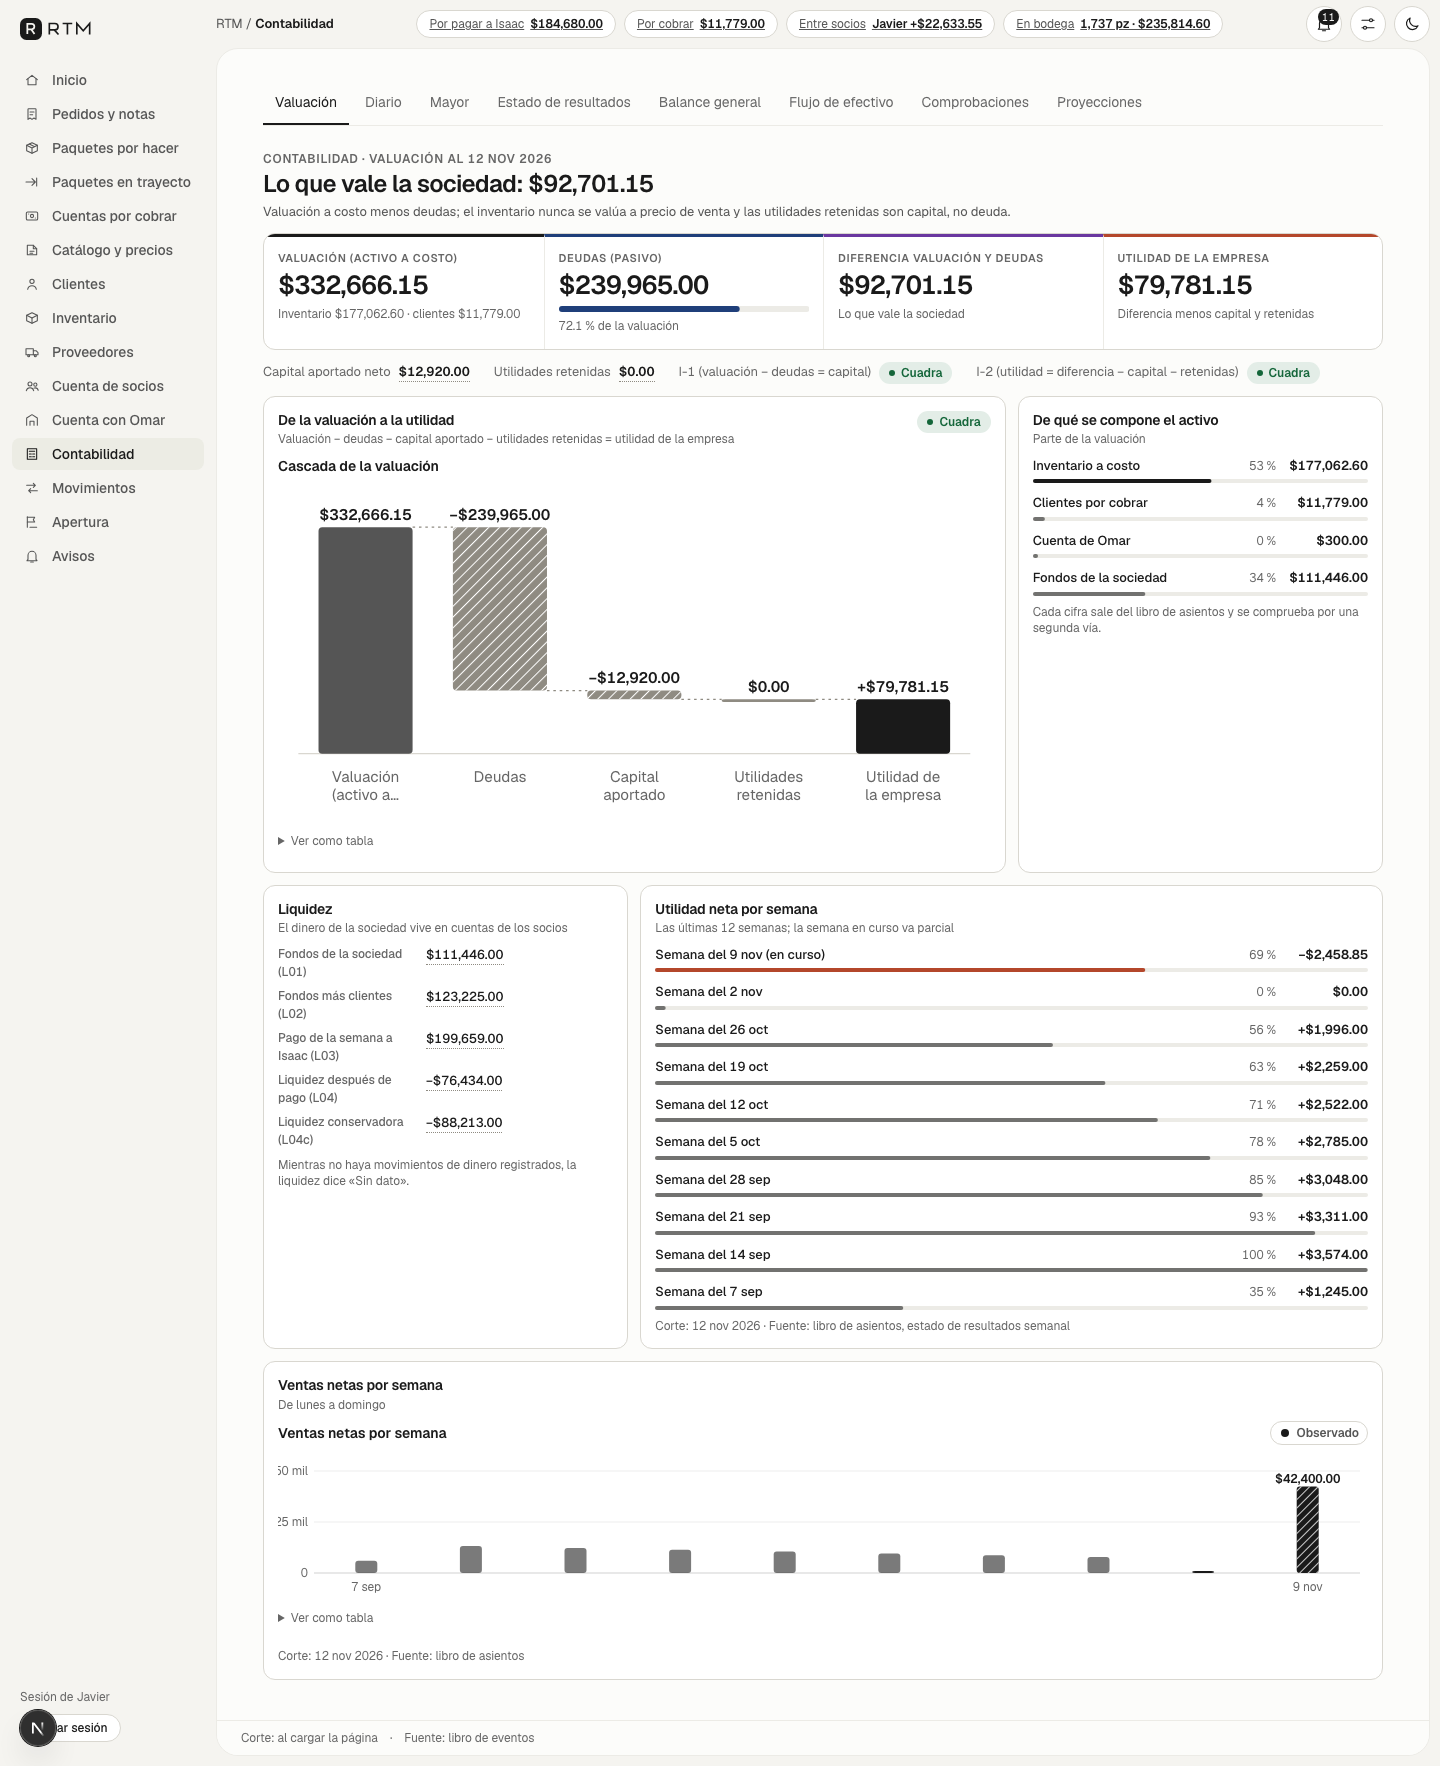 R RTM
Inicio
Pedidos y notas
Paquetes por hacer
Paquetes en trayecto
Cuentas por cobrar
Catálogo y precios
Clientes
Inventario
Proveedores
Cuenta de socios
Cuenta con Omar
Contabilidad
Movimientos
Apertura
Avisos
Sesión de Javier
N ar sesión
RTM / Contabilidad
Por pagar a Isaac $184,680.00
Por cobrar $11,779.00
Entre socios Javier +$22,633.55
En bodega 1,737 pz · $235,814.60
11
Valuación Diario Mayor Estado de resultados Balance general Flujo de efectivo Comprobaciones Proyecciones
CONTABILIDAD · VALUACIÓN AL 12 NOV 2026
Lo que vale la sociedad: $92,701.15
Valuación a costo menos deudas; el inventario nunca se valúa a precio de venta y las utilidades retenidas son capital, no deuda.
VALUACIÓN (ACTIVO A COSTO)
$332,666.15
Inventario $177,062.60 · clientes $11,779.00
DEUDAS (PASIVO)
$239,965.00
72.1 % de la valuación
DIFERENCIA VALUACIÓN Y DEUDAS
$92,701.15
Lo que vale la sociedad
UTILIDAD DE LA EMPRESA
$79,781.15
Diferencia menos capital y retenidas
Capital aportado neto $12,920.00 Utilidades retenidas $0.00 I-1 (valuación − deudas = capital) Cuadra I-2 (utilidad = diferencia − capital − retenidas) Cuadra
De la valuación a la utilidad
Cuadra
Valuación − deudas − capital aportado − utilidades retenidas = utilidad de la empresa
Cascada de la valuación
$332,666.15 −$239,965.00
−$12,920.00 $0.00 +$79,781.15
Valuación Deudas Capital Utilidades Utilidad de
(activo a… aportado retenidas la empresa
Ver como tabla
De qué se compone el activo
Parte de la valuación
Inventario a costo 53 % $177,062.60
Clientes por cobrar 4 % $11,779.00
Cuenta de Omar 0 % $300.00
Fondos de la sociedad 34 % $111,446.00
Cada cifra sale del libro de asientos y se comprueba por una
segunda vía.
Liquidez
El dinero de la sociedad vive en cuentas de los socios
Fondos de la sociedad $111,446.00
(L01)
Fondos más clientes $123,225.00
(L02)
Pago de la semana a $199,659.00
Isaac (L03)
Liquidez después de −$76,434.00
pago (L04)
Liquidez conservadora −$88,213.00
(L04c)
Mientras no haya movimientos de dinero registrados, la
liquidez dice «Sin dato».
Utilidad neta por semana
Las últimas 12 semanas; la semana en curso va parcial
Semana del 9 nov (en curso) 69 % −$2,458.85
Semana del 2 nov 0 % $0.00
Semana del 26 oct 56 % +$1,996.00
Semana del 19 oct 63 % +$2,259.00
Semana del 12 oct 71 % +$2,522.00
Semana del 5 oct 78 % +$2,785.00
Semana del 28 sep 85 % +$3,048.00
Semana del 21 sep 93 % +$3,311.00
Semana del 14 sep 100 % +$3,574.00
Semana del 7 sep 35 % +$1,245.00
Corte: 12 nov 2026 · Fuente: libro de asientos, estado de resultados semanal
Ventas netas por semana
De lunes a domingo
Ventas netas por semana
Observado
50 mil
$42,400.00
25 mil
0
7 sep 9 nov
Ver como tabla
Corte: 12 nov 2026 · Fuente: libro de asientos
Corte: al cargar la página · Fuente: libro de eventos